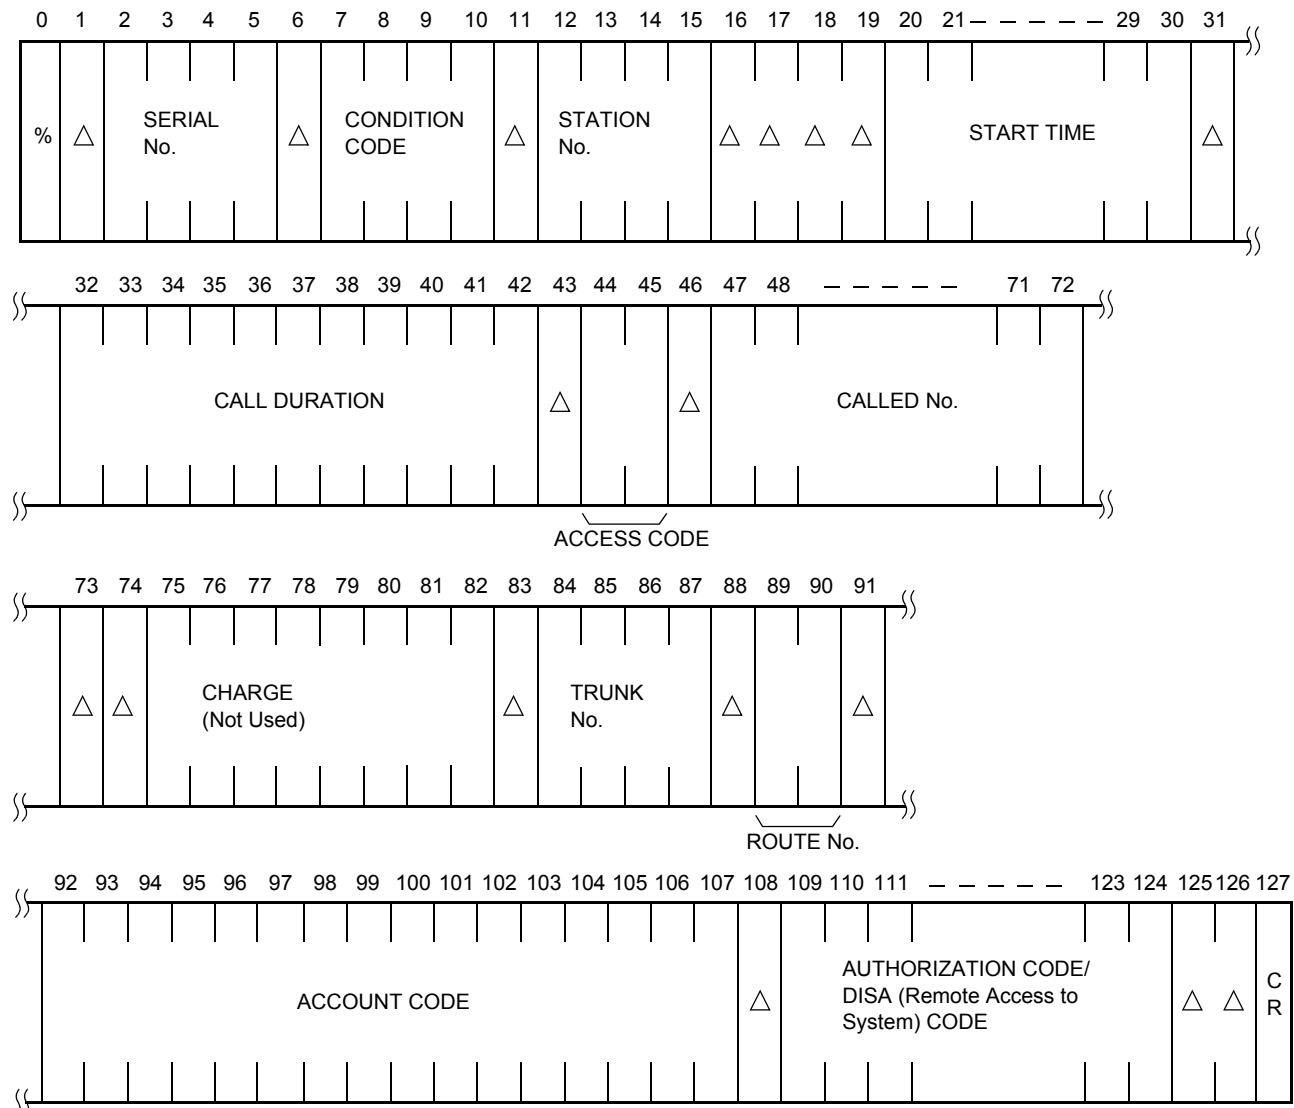 0 1 2 3 4 5 6 7 8 9 10 11 12 13 14 15 16 17 18 19 20 21 – – – – – 29 30 31
% △ SERIAL No. △ CONDITION CODE △ STATION No. △ △ △ △ START TIME △
32 33 34 35 36 37 38 39 40 41 42 43 44 45 46 47 48 – – – – – 71 72
CALL DURATION △ △ CALLED No.
ACCESS CODE
73 74 75 76 77 78 79 80 81 82 83 84 85 86 87 88 89 90 91
△ △ CHARGE (Not Used) △ TRUNK No. △ △
ROUTE No.
92 93 94 95 96 97 98 99 100 101 102 103 104 105 106 107 108 109 110 111 – – – – – 123 124 125 126 127
ACCOUNT CODE △ AUTHORIZATION CODE/ DISA (Remote Access to System) CODE △ △ CR